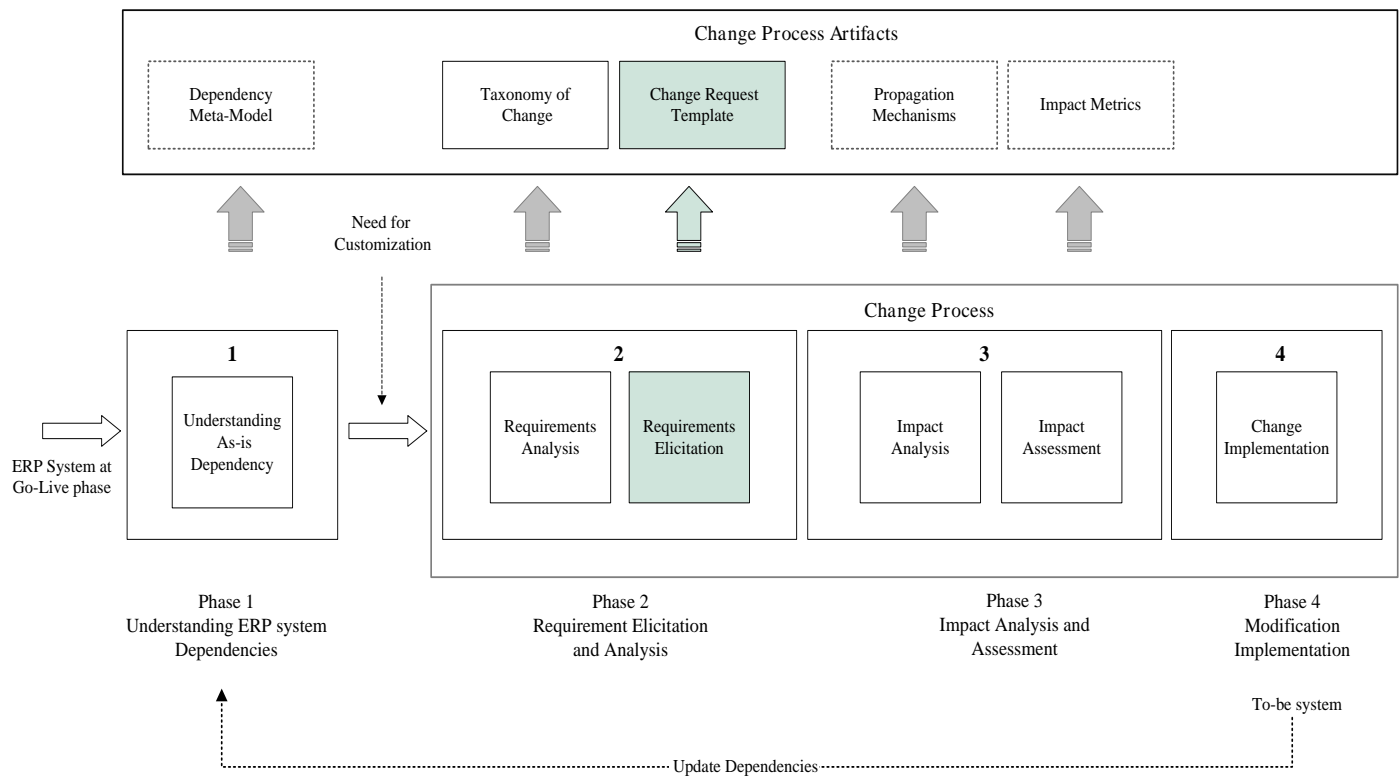 Change Process Artifacts
Dependency
Meta-Model
Taxonomy of
Change
Change Request
Template
Propagation
Mechanisms
Impact Metrics
Need for
Customization
Change Process
1
2
3
4
Understanding
As-is
Dependency
Requirements
Analysis
Requirements
Elicitation
Impact
Analysis
Impact
Assessment
Change
Implementation
ERP System at
Go-Live phase
Phase 1
Understanding ERP system
Dependencies
Phase 2
Requirement Elicitation
and Analysis
Phase 3
Impact Analysis and
Assessment
Phase 4
Modification
Implementation
To-be system
Update Dependencies